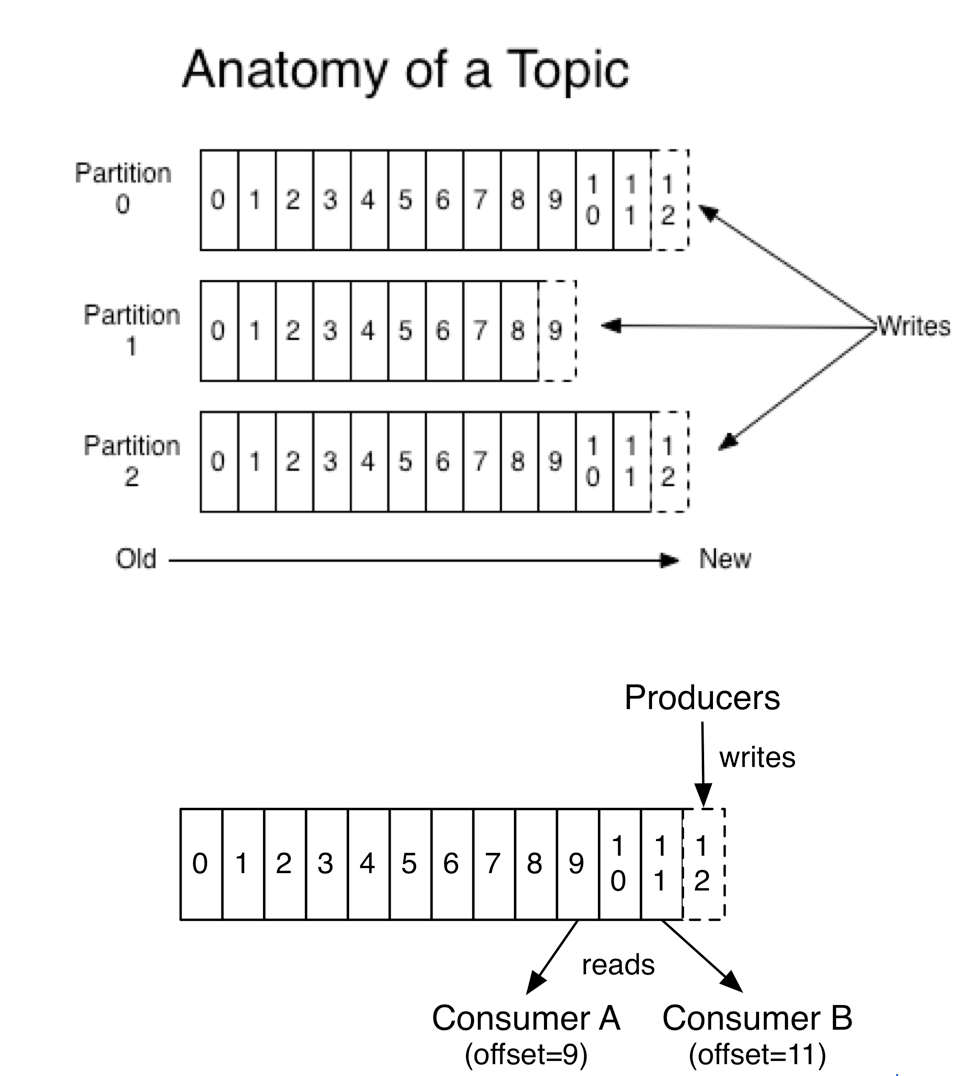 Anatomy of a Topic
Partition
0
0 1 2 3 4 5 6 7 8 9 10 11 12
Partition
1
0 1 2 3 4 5 6 7 8 9
Writes
Partition
2
0 1 2 3 4 5 6 7 8 9 10 11 12
Old New
Producers
writes
0 1 2 3 4 5 6 7 8 9 10 11 12
reads
Consumer A Consumer B
(offset=9) (offset=11)